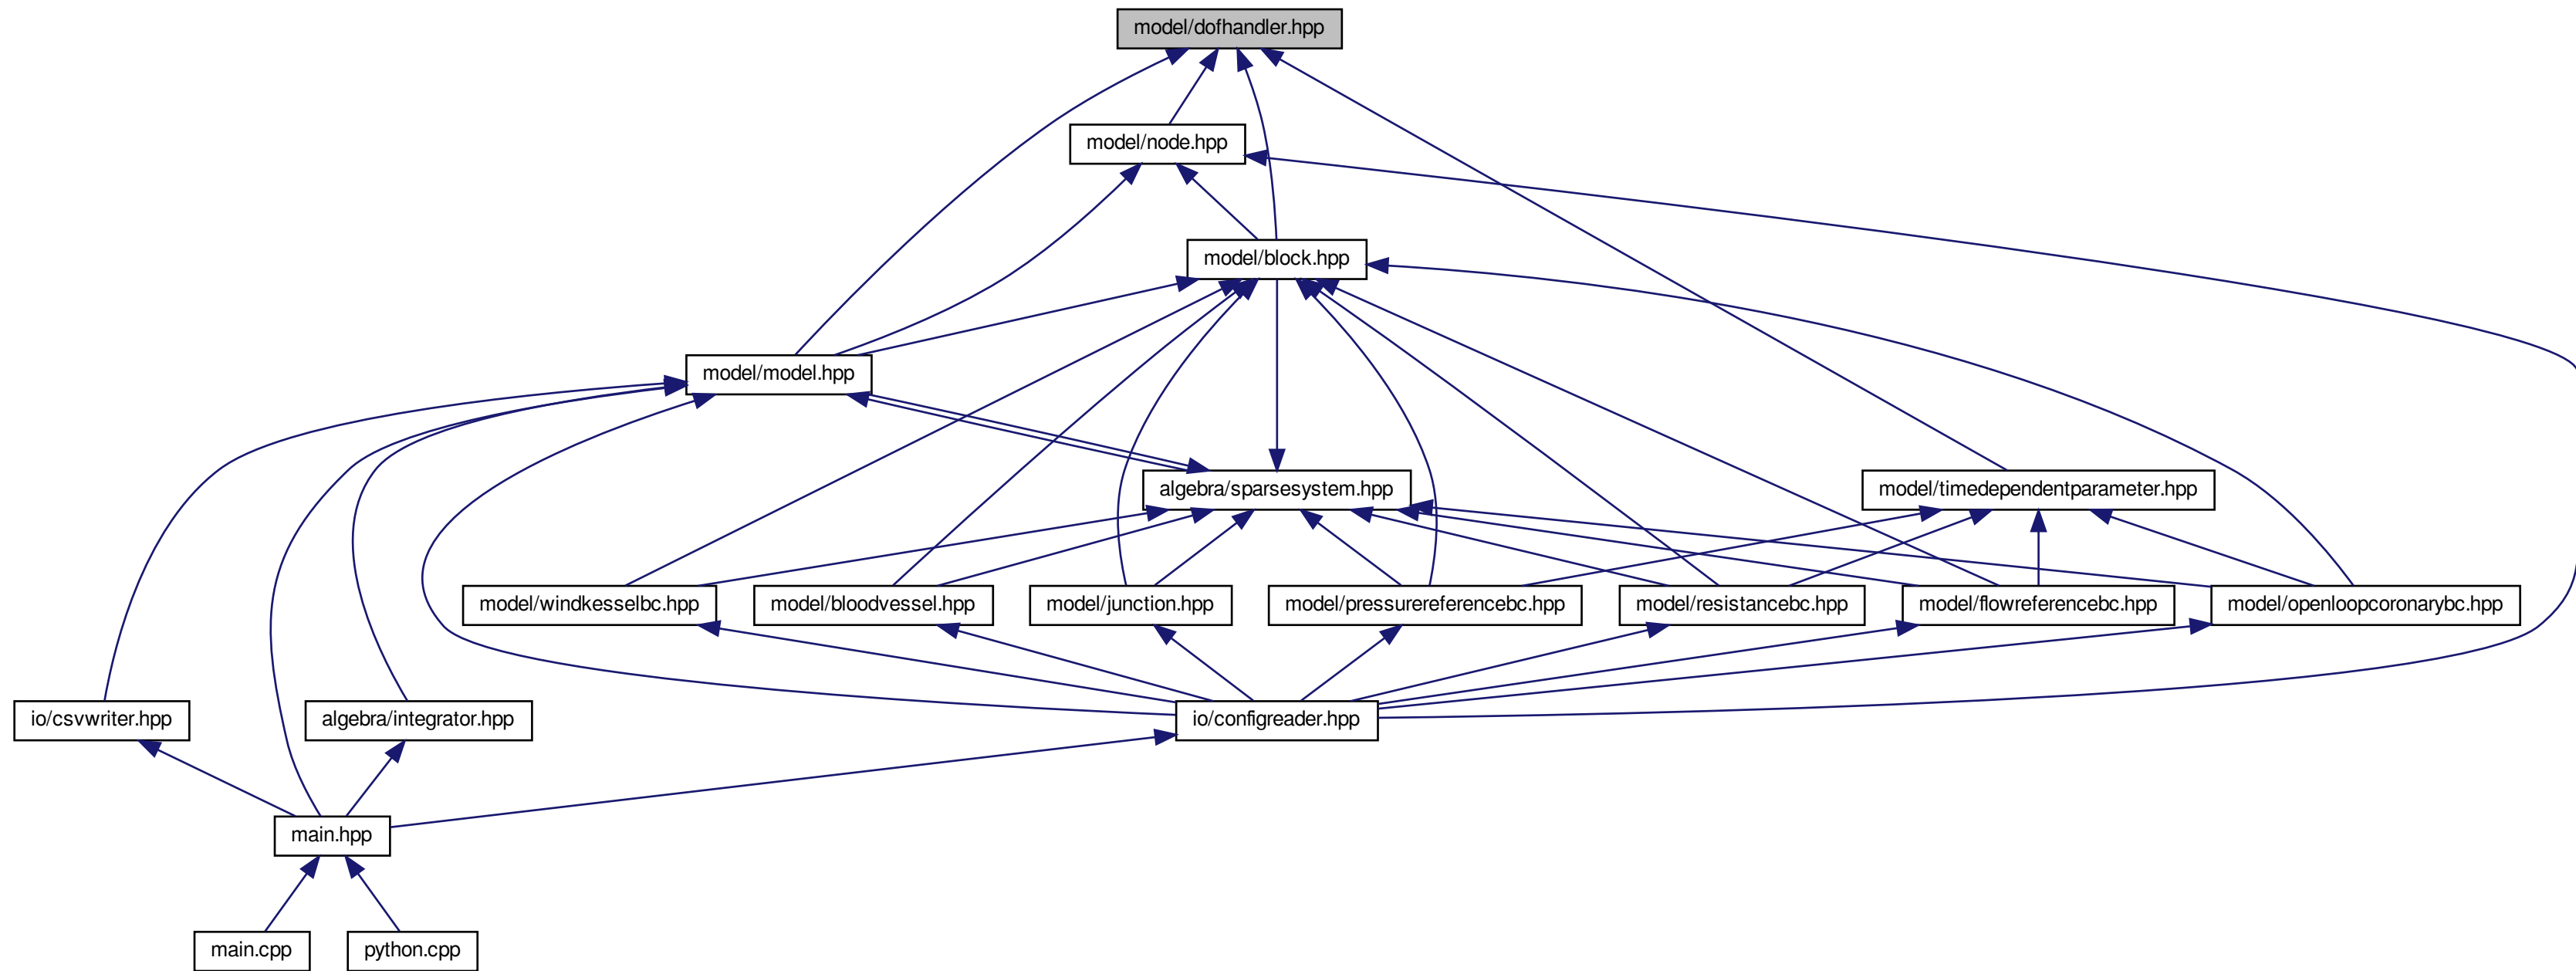 model/dofhandler.hpp
model/node.hpp
model/block.hpp
model/model.hpp
algebra/sparsesystem.hpp
model/timedependentparameter.hpp
model/windkesselbc.hpp
model/bloodvessel.hpp
model/junction.hpp
model/pressurereferencebc.hpp
model/resistancebc.hpp
model/flowreferencebc.hpp
model/openloopcoronarybc.hpp
io/csvwriter.hpp
algebra/integrator.hpp
io/configreader.hpp
main.hpp
main.cpp
python.cpp